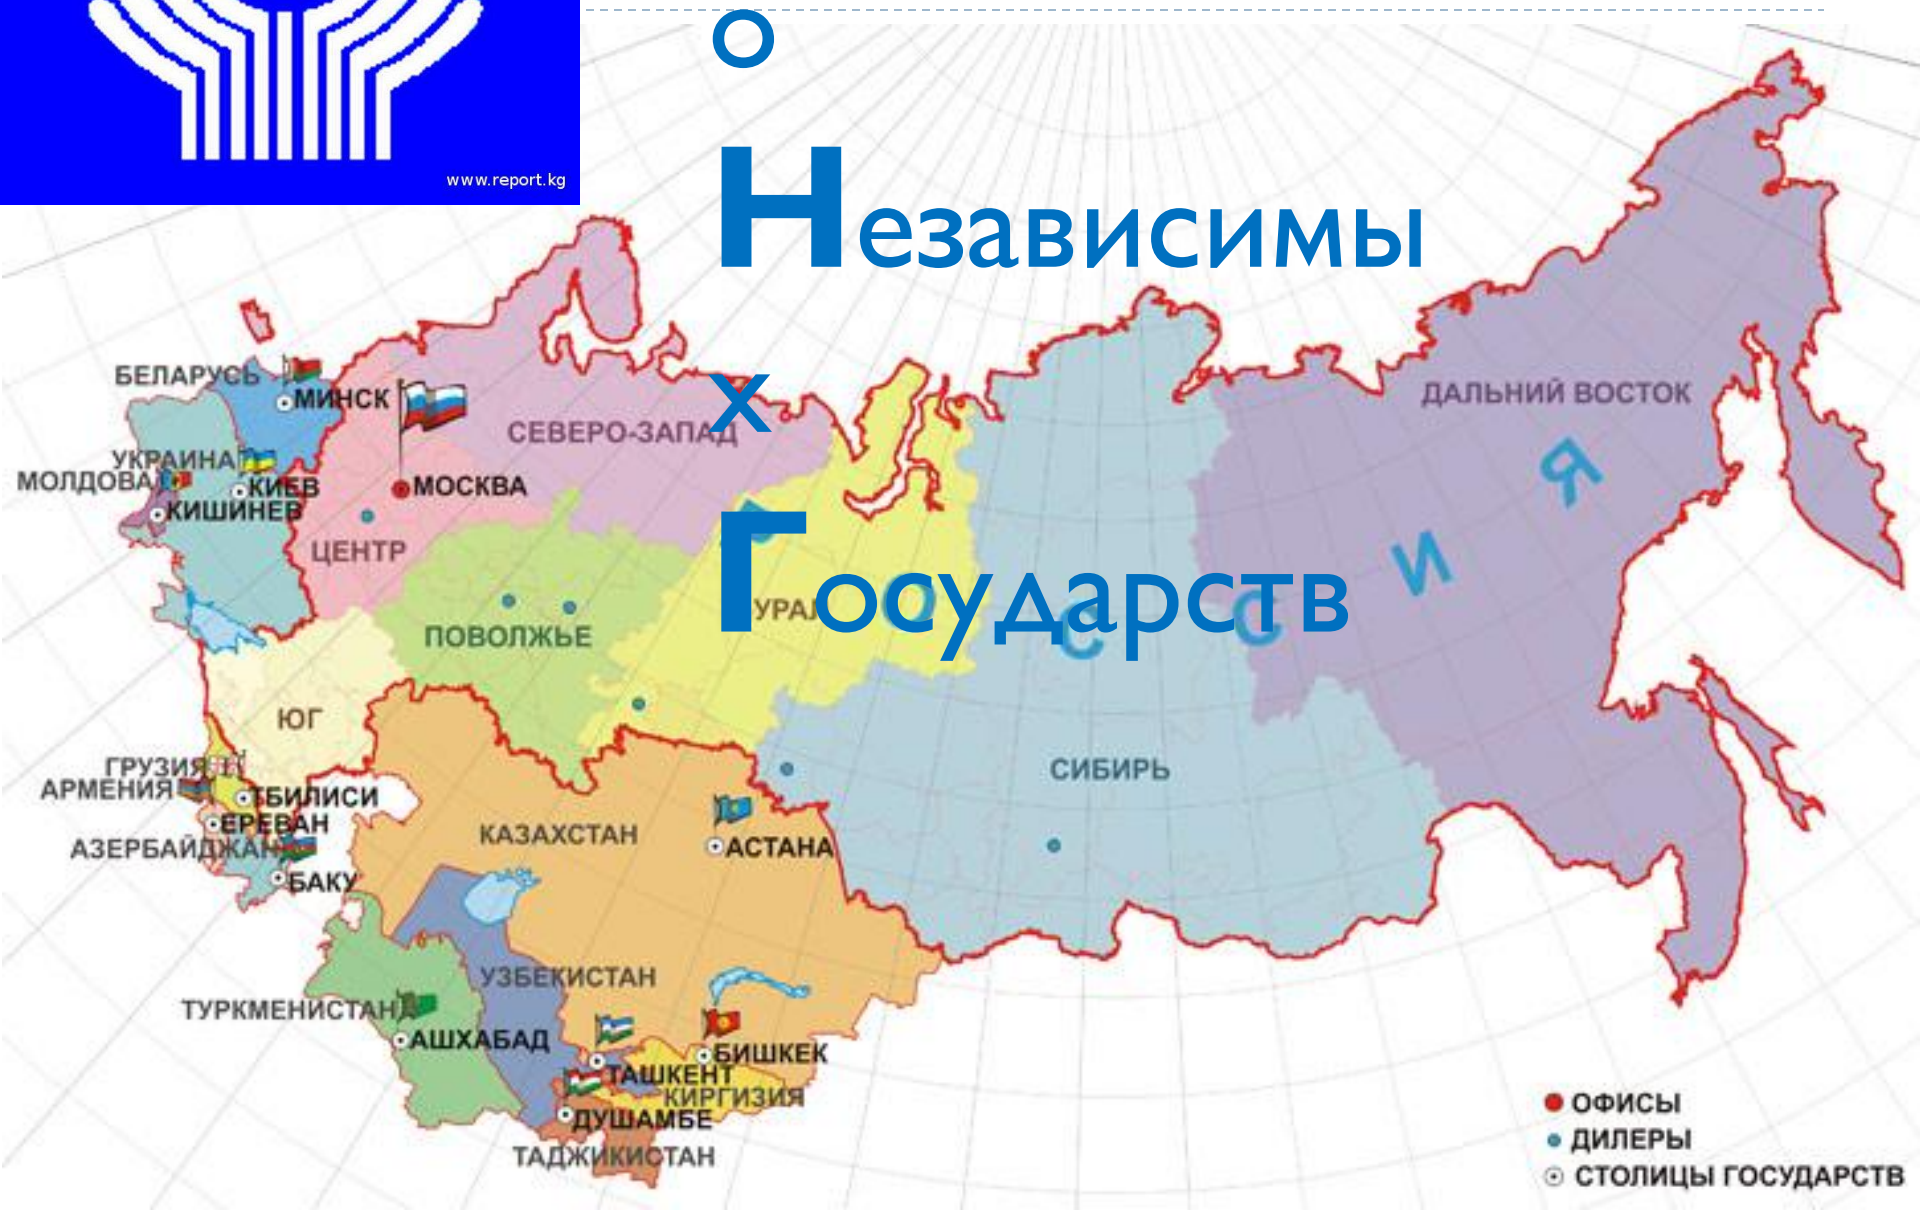 о
www.report.kg
Независимы
х
Государств
БЕЛАРУСЬ
МИНСК
СЕВЕРО-ЗАПАД
ДАЛЬНИЙ ВОСТОК
УКРАИНА
МОЛДОВА
КИЕВ
МОСКВА
КИШИНЕВ
ЦЕНТР
РОССИЯ
УРАЛ
ПОВОЛЖЬЕ
ЮГ
ГРУЗИЯ
АРМЕНИЯ
ТБИЛИСИ
ЕРЕВАН
АЗЕРБАЙДЖАН
БАКУ
СИБИРЬ
КАЗАХСТАН
АСТАНА
УЗБЕКИСТАН
ТУРКМЕНИСТАН
АШХАБАД
БИШКЕК
ТАШКЕНТ
КИРГИЗИЯ
ДУШАМБЕ
ТАДЖИКИСТАН
ОФИСЫ
ДИЛЕРЫ
СТОЛИЦЫ ГОСУДАРСТВ